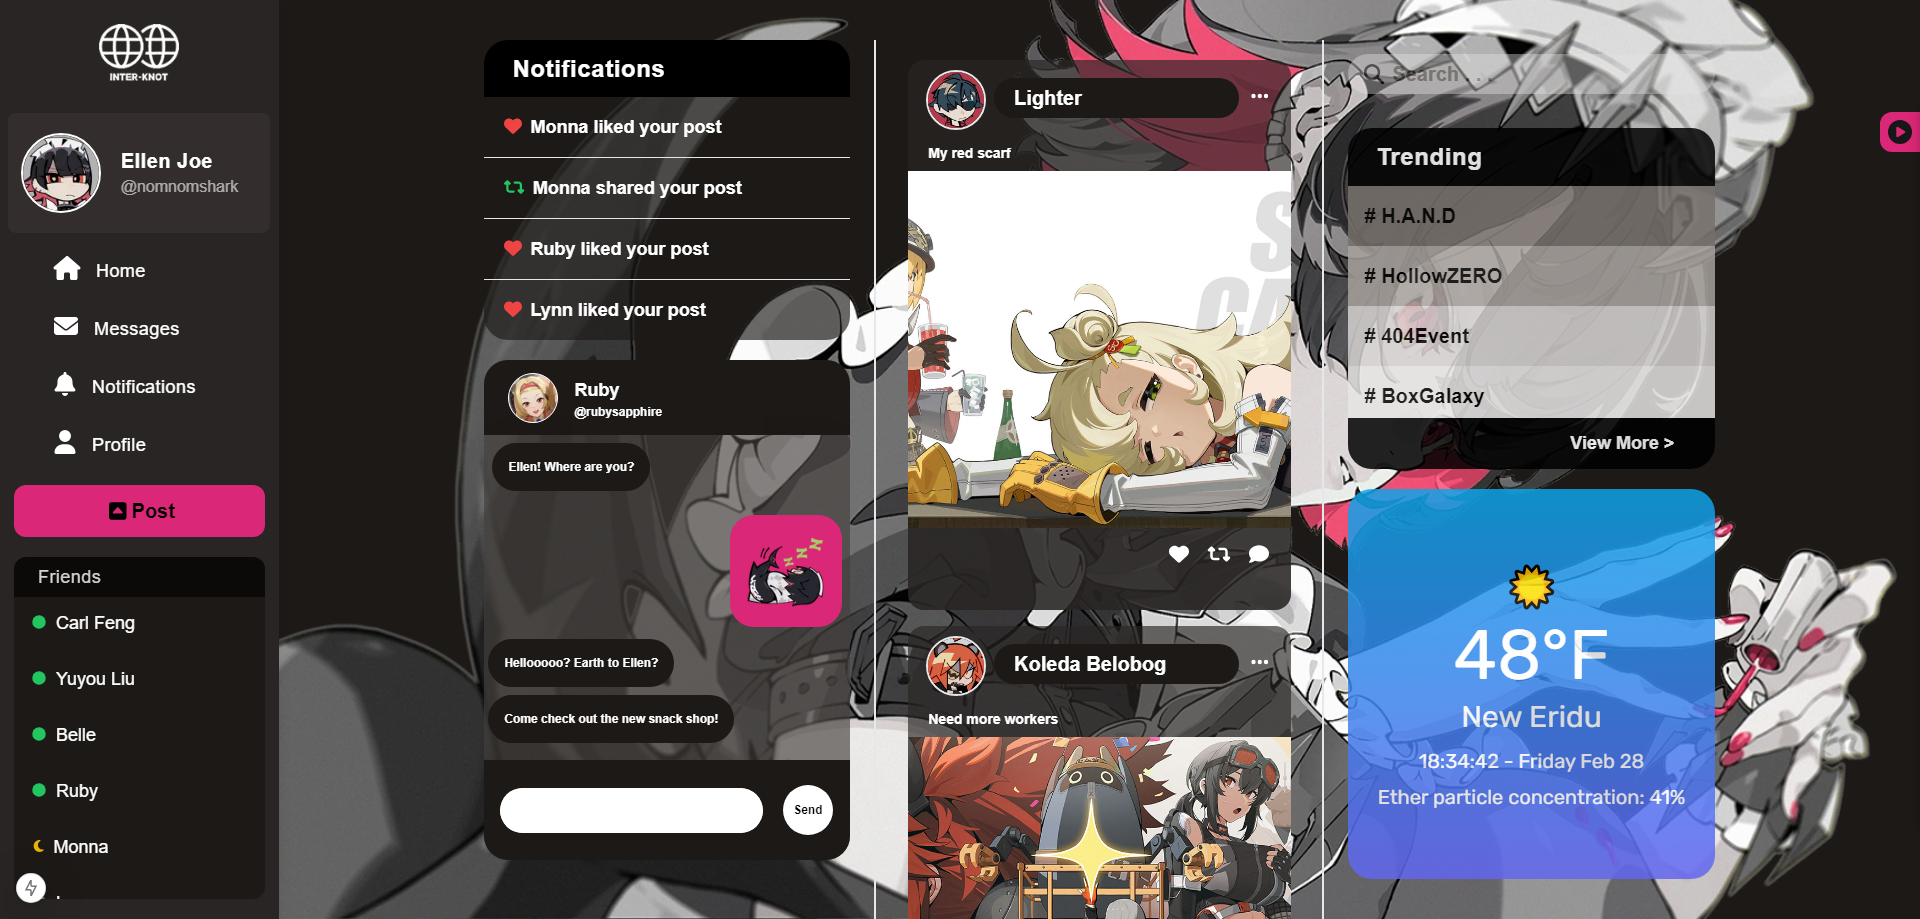 INTER-KNOT
Ellen Joe
@nomnomshark
Home
Messages
Notifications
Profile
Post
Friends
Carl Feng
Yuyou Liu
Belle
Ruby
Monna
Notifications
Monna liked your post
Monna shared your post
Ruby liked your post
Lynn liked your post
Ruby
@rubysapphire
Ellen! Where are you?
Z Z Z
Hellooooo? Earth to Ellen?
Come check out the new snack shop!
Send
Lighter
My red scarf
Koleda Belobog
Need more workers
Search . . .
Trending
# H.A.N.D
# HollowZERO
# 404Event
# BoxGalaxy
View More >
48°F
New Eridu
18:34:42 - Friday Feb 28
Ether particle concentration: 41%